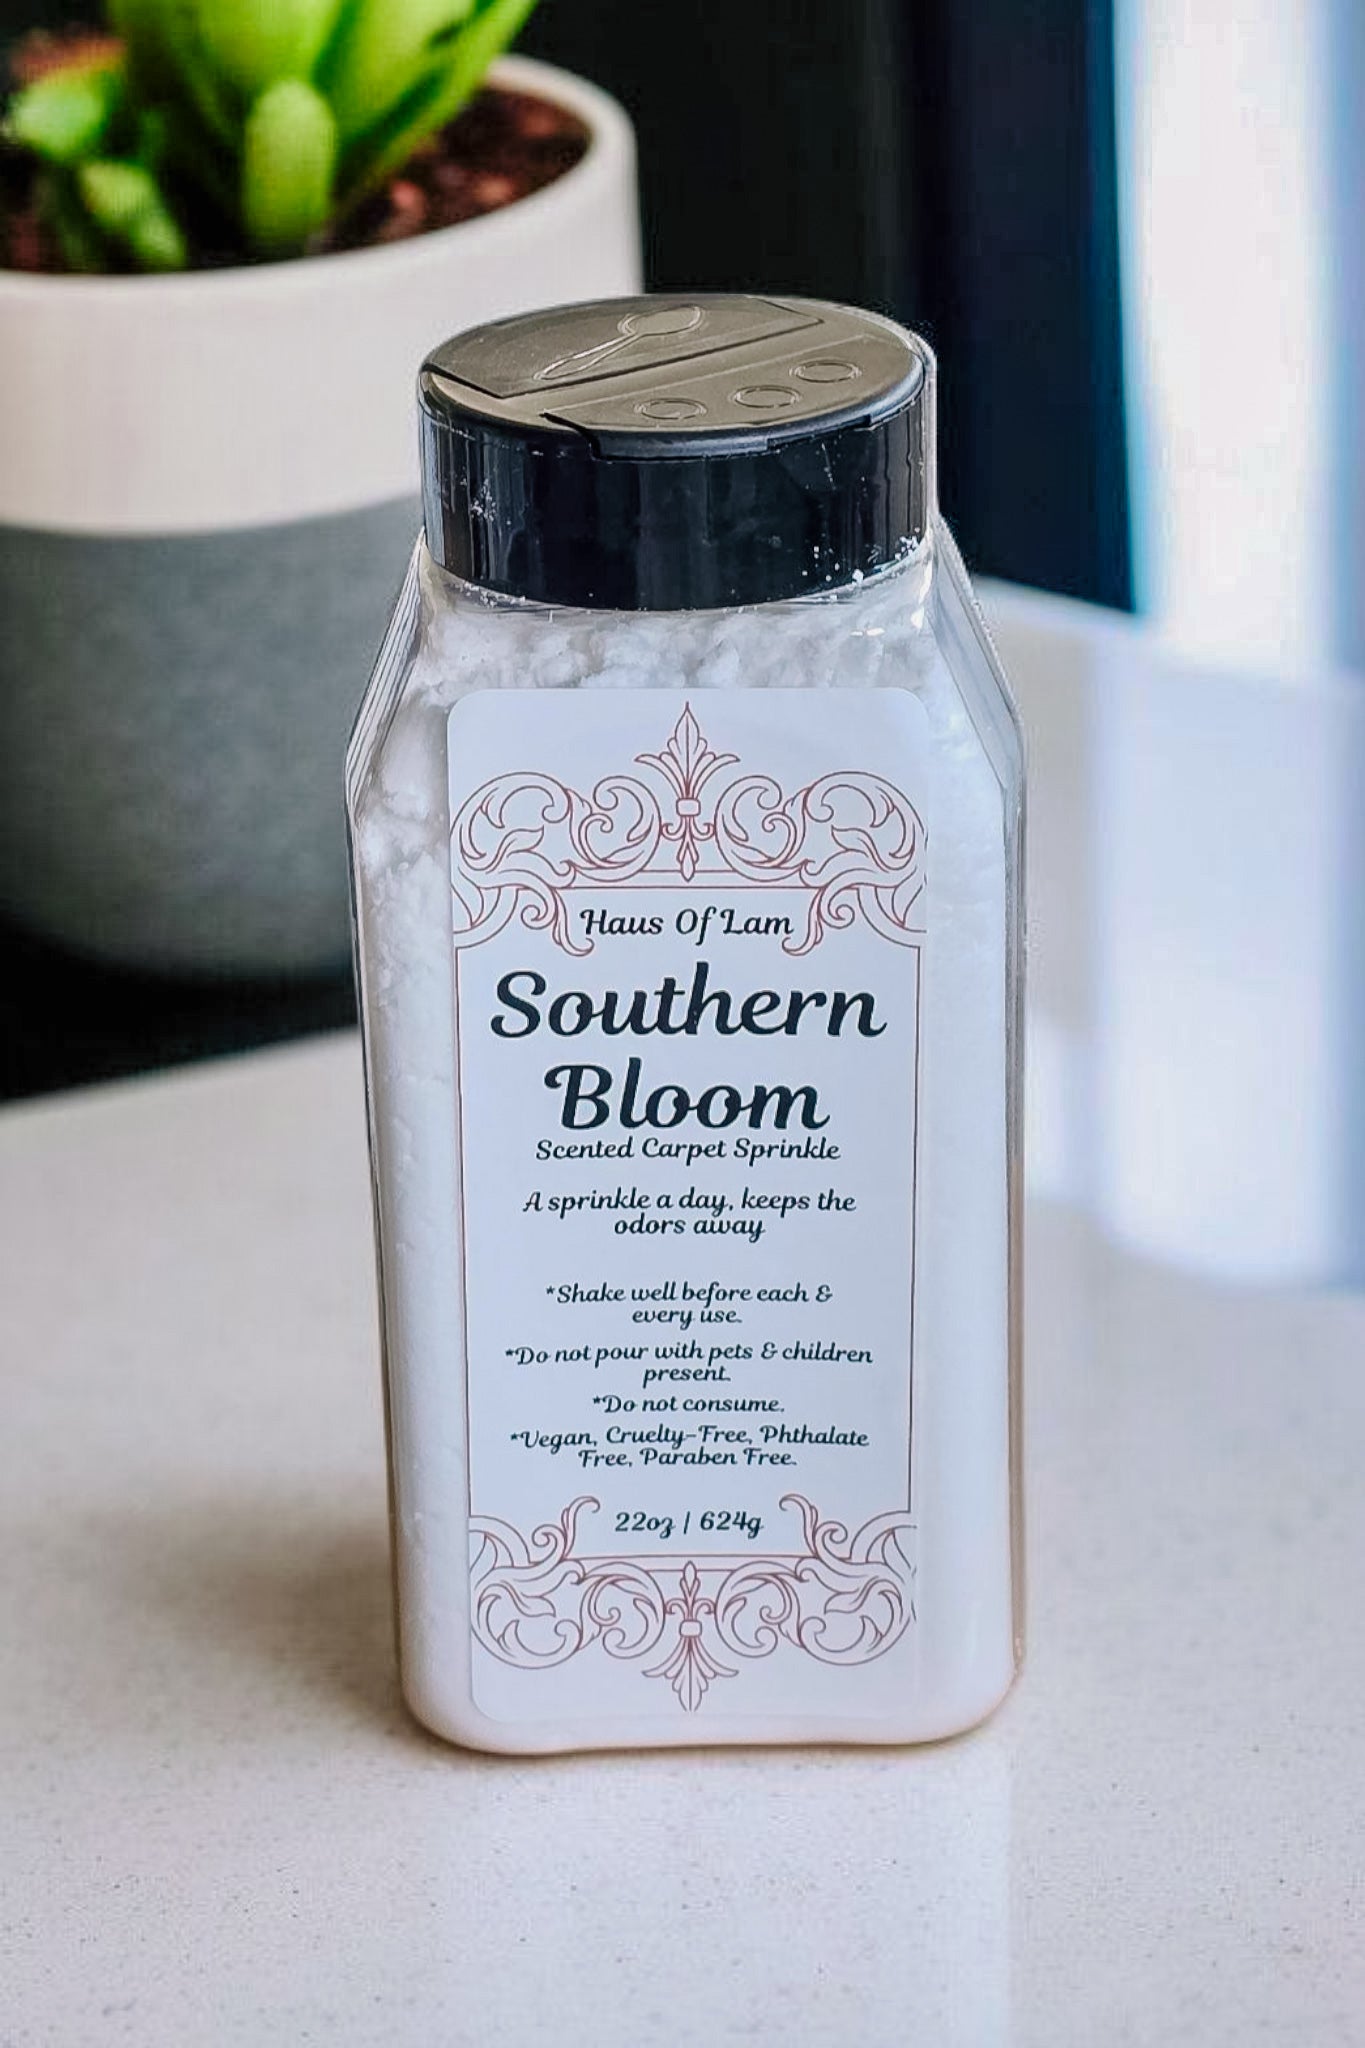 Haus Of Lam
Southern
Bloom
Scented Carpet Sprinkle
A sprinkle a day, keeps the
odors away
*Shake well before each &
every use.
*Do not pour with pets & children
present.
*Do not consume.
*Vegan, Cruelty-Free, Phthalate
Free, Paraben Free.
22oz / 624g